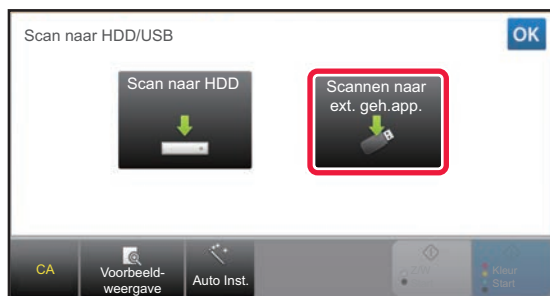 Scan naar HDD/USB
OK
Scan naar HDD
Scannen naar
ext. geh.app.
CA
Voorbeeld-
weergave
Auto Inst.
Z/W
Start
Kleur
Start